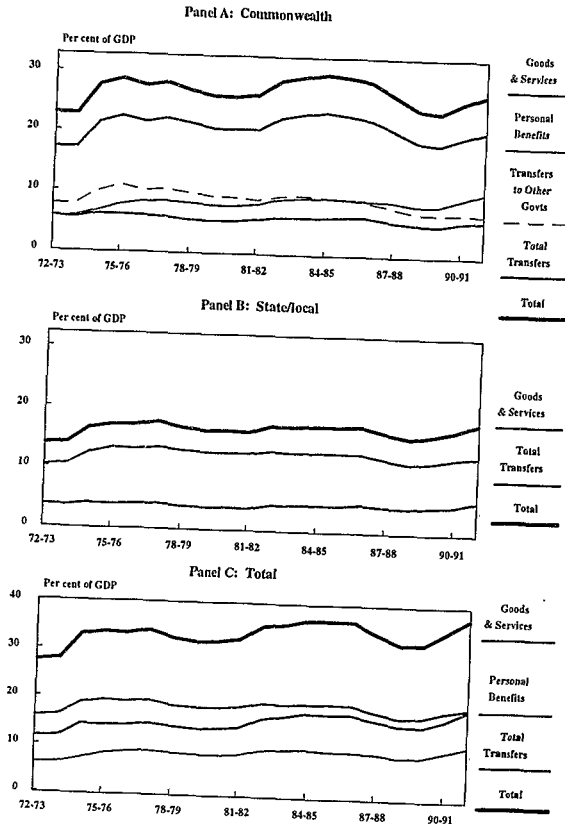 Panel A: Commonwealth
Per cent of GDP
30
20
10
0
72-73
75-76
78-79
81-82
84-85
87-88
90-91
Goods
& Services
Personal
Benefits
Transfers
to Other
Govts
Total
Transfers
Total
Panel B: State/local
Per cent of GDP
30
20
10
0
72-73
75-76
78-79
81-82
84-85
87-88
90-91
Goods
& Services
Total
Transfers
Total
Panel C: Total
Per cent of GDP
40
30
20
10
0
72-73
75-76
78-79
81-82
84-85
87-88
90-91
Goods
& Services
Personal
Benefits
Total
Transfers
Total